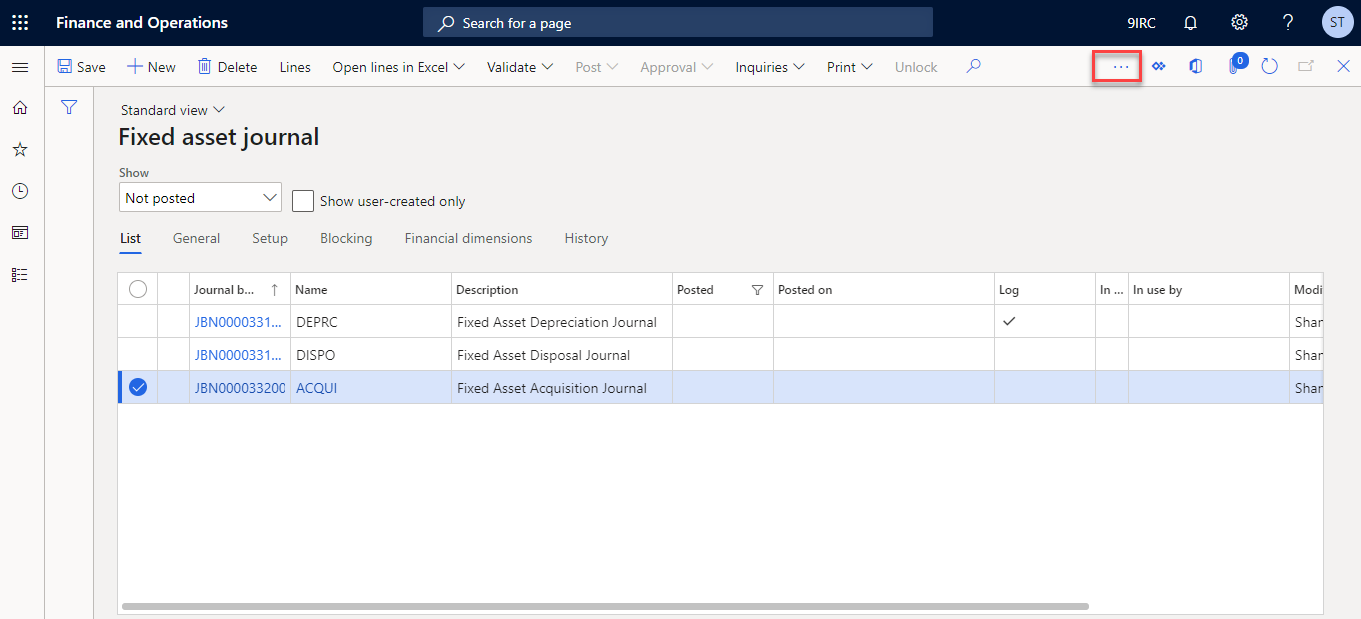 Finance and Operations Search for a page 9IRC ? ST
Save New Delete Lines Open lines in Excel Validate Post Approval Inquiries Print Unlock ... 0
Standard view
Fixed asset journal
Show
Not posted Show user-created only
List General Setup Blocking Financial dimensions History
Journal b... Name Description Posted Posted on Log In ... In use by Modi
JBN0000331... DEPRC Fixed Asset Depreciation Journal Shar
JBN0000331... DISPO Fixed Asset Disposal Journal Shar
JBN000033200 ACQUI Fixed Asset Acquisition Journal Shar